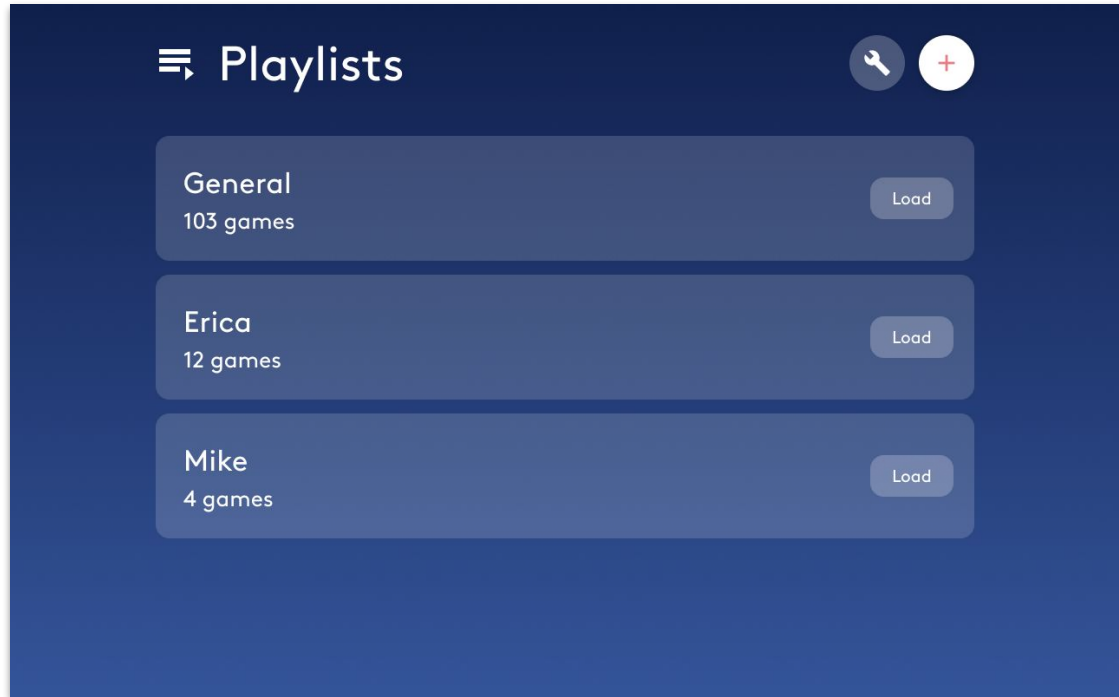 Playlists
General
103 games
Load
Erica
12 games
Load
Mike
4 games
Load